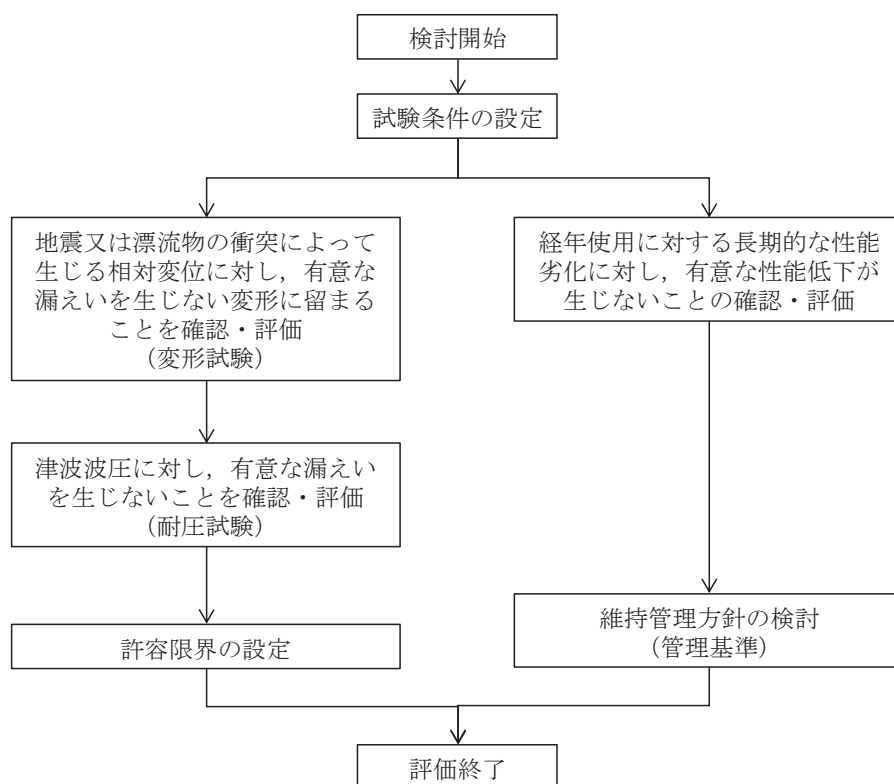 検討開始
試験条件の設定
地震又は漂流物の衝突によって
生じる相対変位に対し，有意な
漏えいを生じない変形に留まる
ことを確認・評価
（変形試験）
津波波圧に対し，有意な漏えい
を生じないことを確認・評価
（耐圧試験）
許容限界の設定
経年使用に対する長期的な性能
劣化に対し，有意な性能低下が
生じないことの確認・評価
維持管理方針の検討
（管理基準）
評価終了